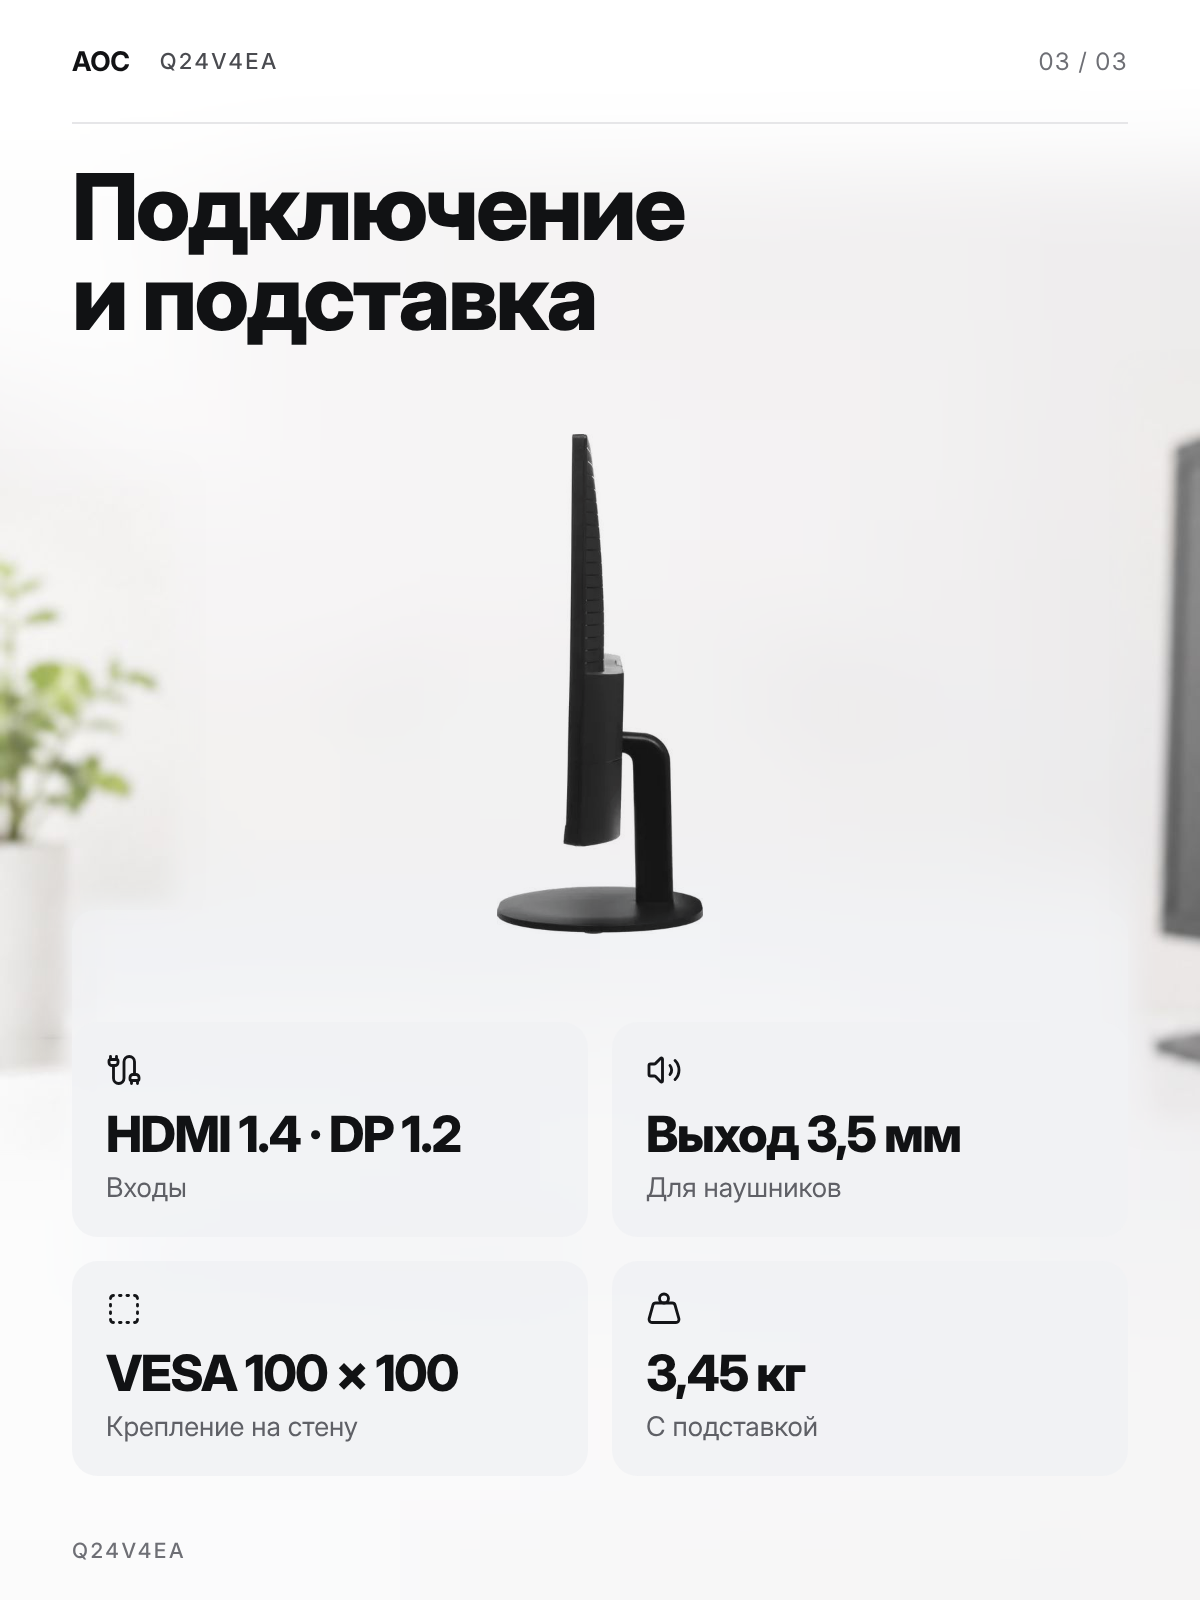 AOC Q24V4EA 03 / 03
Подключение
и подставка
HDMI 1.4 · DP 1.2
Входы
Выход 3,5 мм
Для наушников
VESA 100 × 100
Крепление на стену
3,45 кг
С подставкой
Q24V4EA